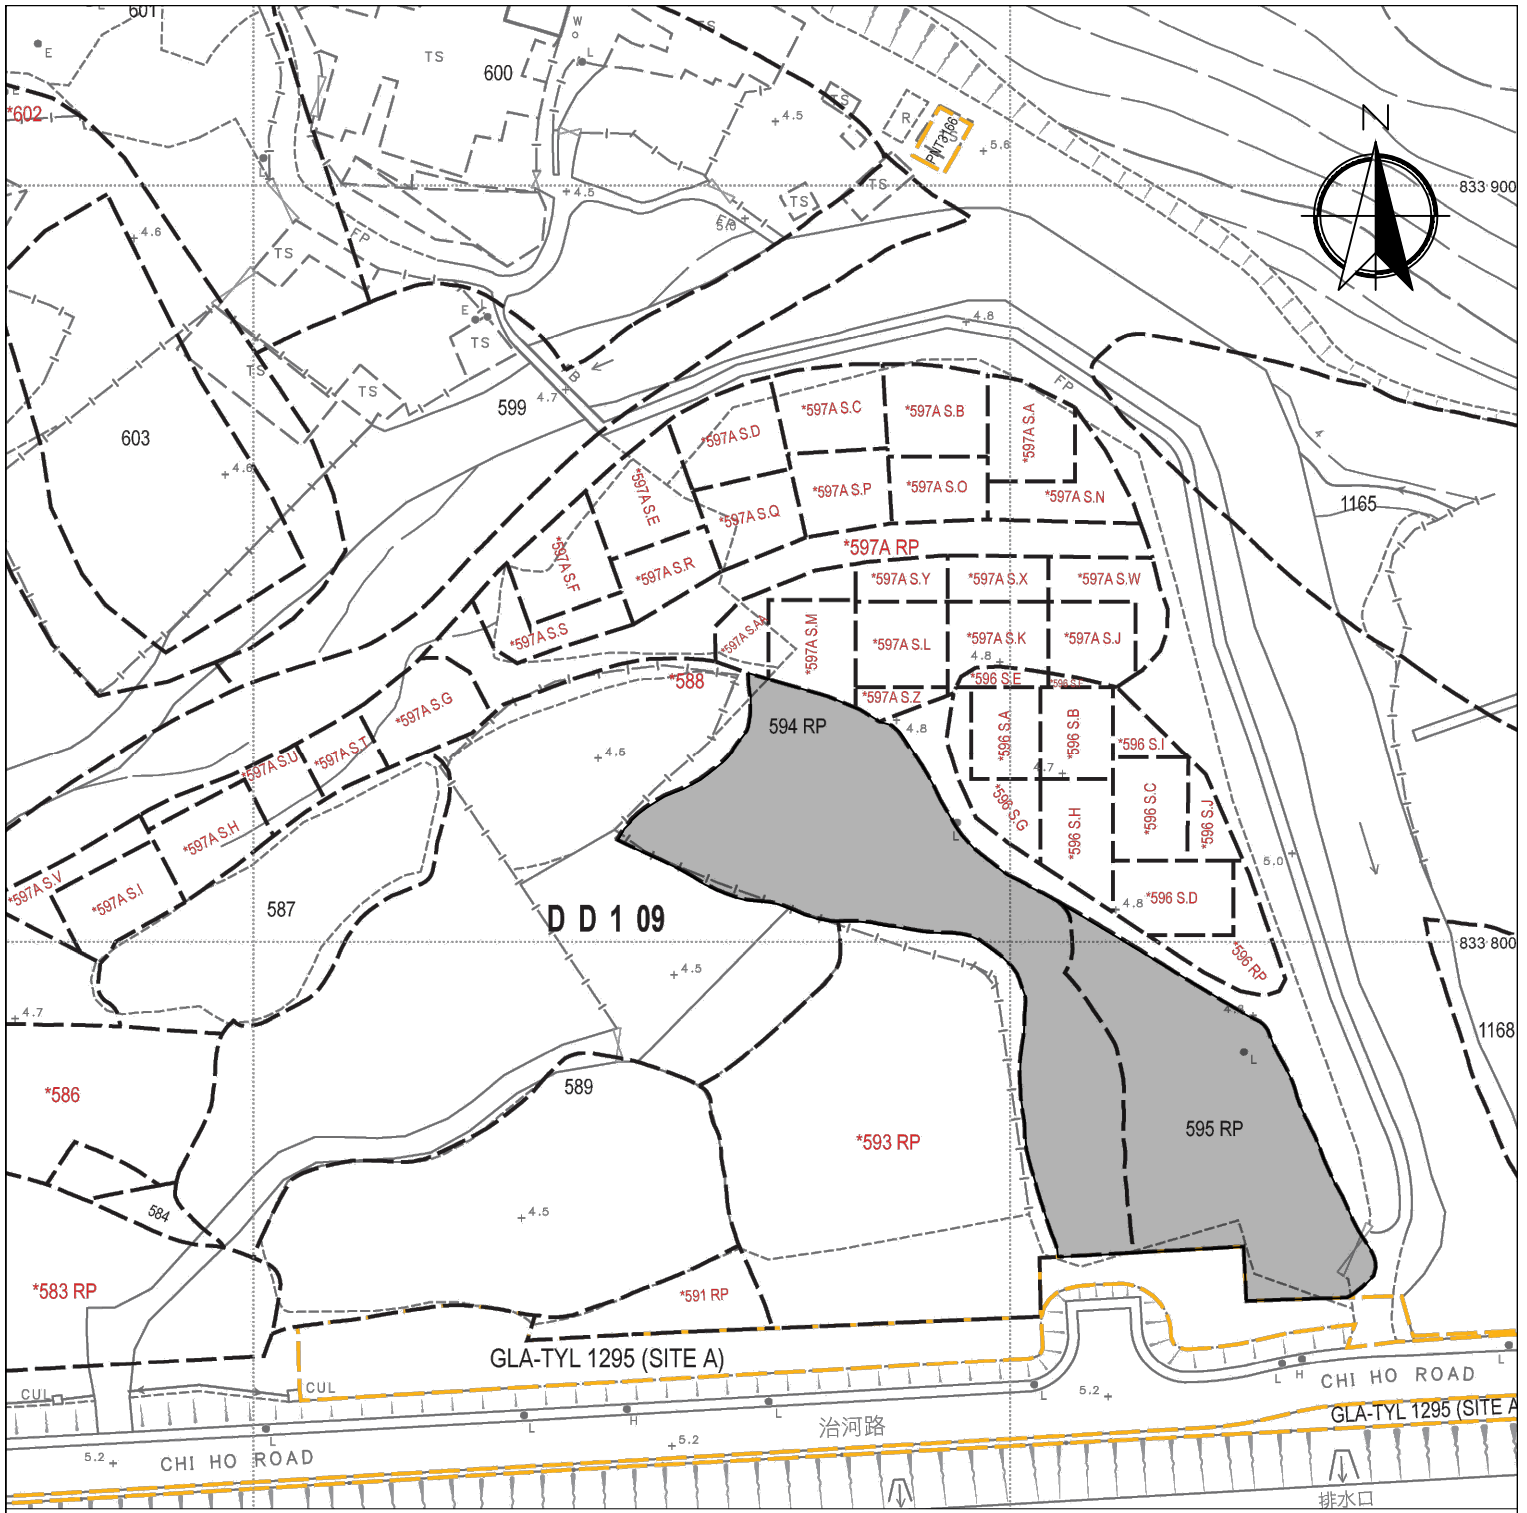 601
TS
W
L
E
600
TS
TS
*602
4.5
R
PNT3166
5.6
N
833 900
L
4.5
TS
TS
4.6
FP
5.0
TS
E
TS
4.8
TS
TS
B
4.7
599
FP
603
4.6
*597A S.D
*597A S.C
*597A S.B
*597A S.A
*597A S.E
*597A S.Q
*597A S.P
*597A S.O
*597A S.N
1165
*597A S.F
*597A S.R
*597A RP
*597A S.Y
*597A S.X
*597A S.W
*597A S.S
*597A S.AA
*597A S.M
*597A S.L
*597A S.K
*597A S.J
4.8
*588
*596 S.E
*597A S.Z
*597A S.G
594 RP
4.8
*596 S.A
*596 S.B
*596 S.I
*597A S.U
*597A S.T
4.5
4.7
*596 S.G
*596 S.H
*596 S.C
*596 S.J
L
*597A S.H
5.0
*597A S.V
*597A S.I
587
D D 1 09
4.8
*596 S.D
833 800
*596 RP
4.5
4.7
1168
L
589
*586
*593 RP
595 RP
584
4.5
*583 RP
*591 RP
GLA-TYL 1295 (SITE A)
CUL
CUL
L
H
L
L
5.2
L
H
L
CHI HO ROAD
GLA-TYL 1295 (SITE A
L
治河路
5.2
5.2
CHI HO ROAD
排水口